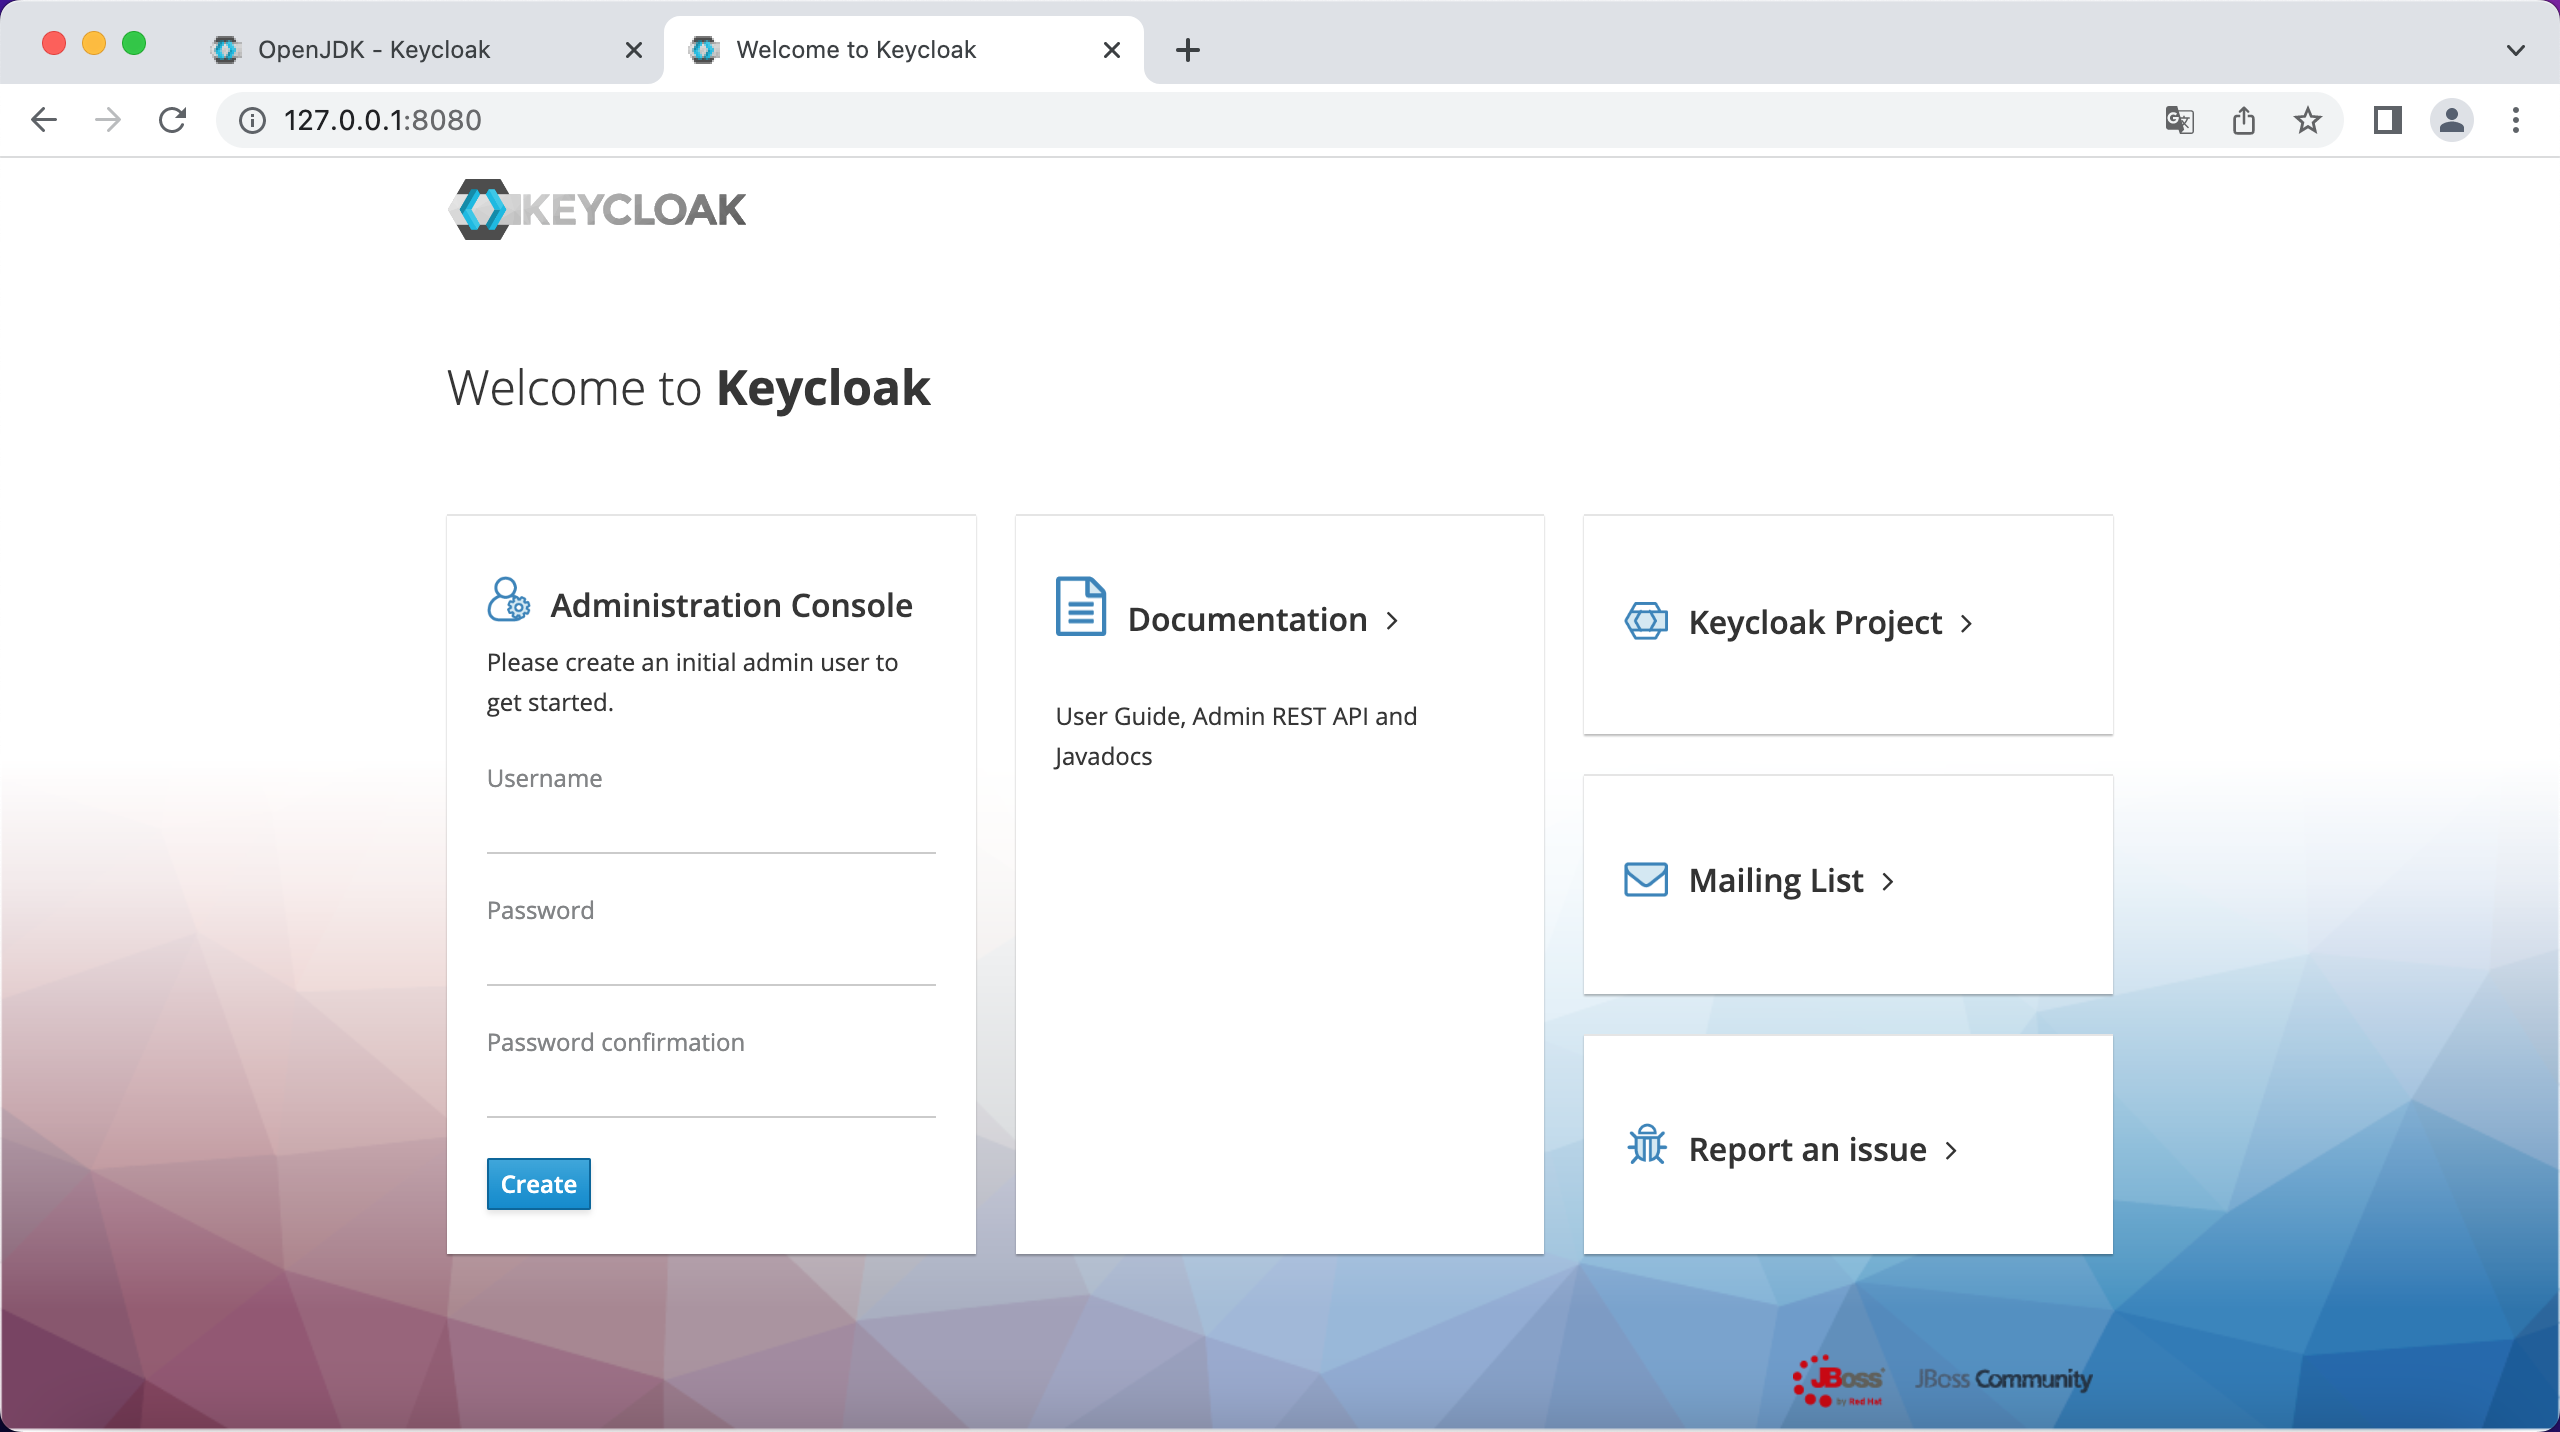 OpenJDK - Keycloak
Welcome to Keycloak
127.0.0.1:8080
KEYCLOAK
Welcome to Keycloak
Administration Console
Please create an initial admin user to
get started.
Username
Password
Password confirmation
Create
Documentation
User Guide, Admin REST API and
Javadocs
Keycloak Project
Mailing List
Report an issue
JBoss
by Red Hat
JBoss Community